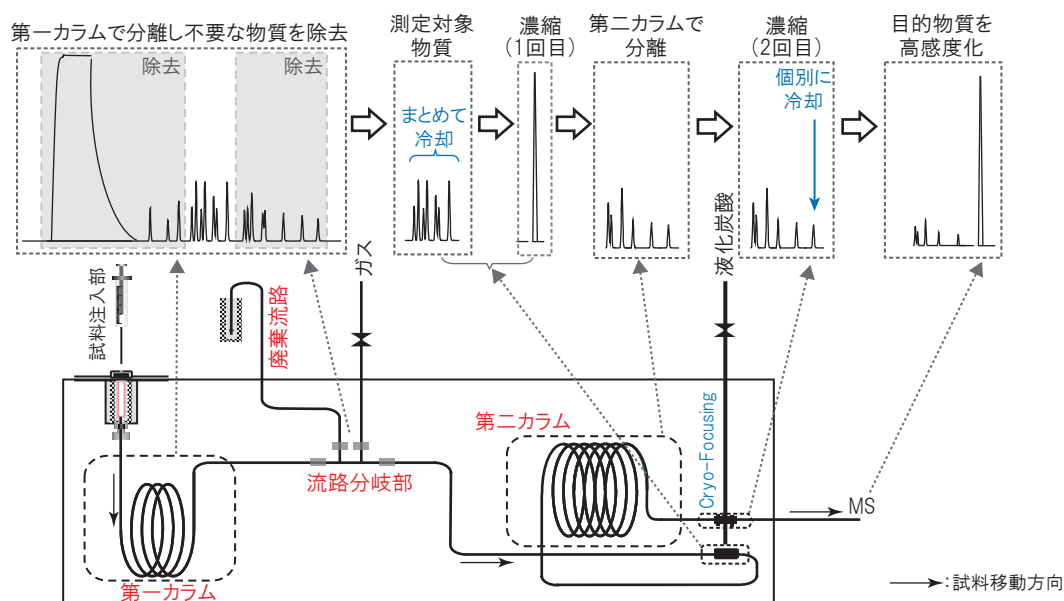 第一カラムで分離し不要な物質を除去
除去
除去
測定対象
物質
まとめて
冷却
濃縮
(1回目)
第二カラムで
分離
濃縮
(2回目)
個別に
冷却
目的物質を
高感度化
試料注入部
廃棄流路
ガス
液化炭酸
第二カラム
Cryo-Focusing
流路分岐部
MS
第一カラム
:試料移動方向